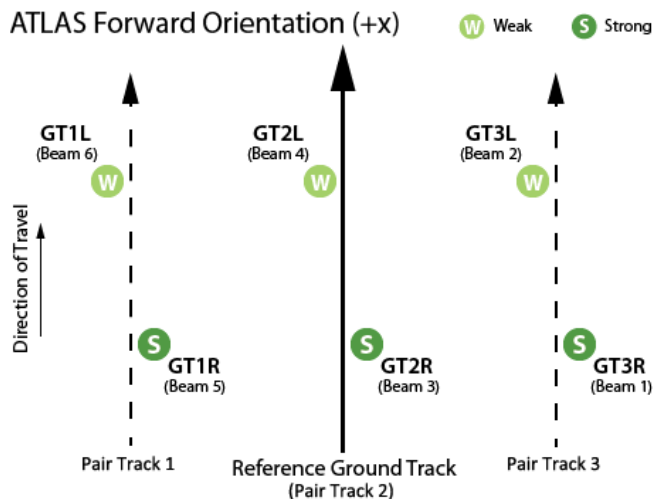 ATLAS Forward Orientation (+x)
W Weak
S Strong
GT1L
(Beam 6)
W
GT2L
(Beam 4)
W
GT3L
(Beam 2)
W
Direction of Travel
S
GT1R
(Beam 5)
S
GT2R
(Beam 3)
S
GT3R
(Beam 1)
Pair Track 1
Reference Ground Track
(Pair Track 2)
Pair Track 3